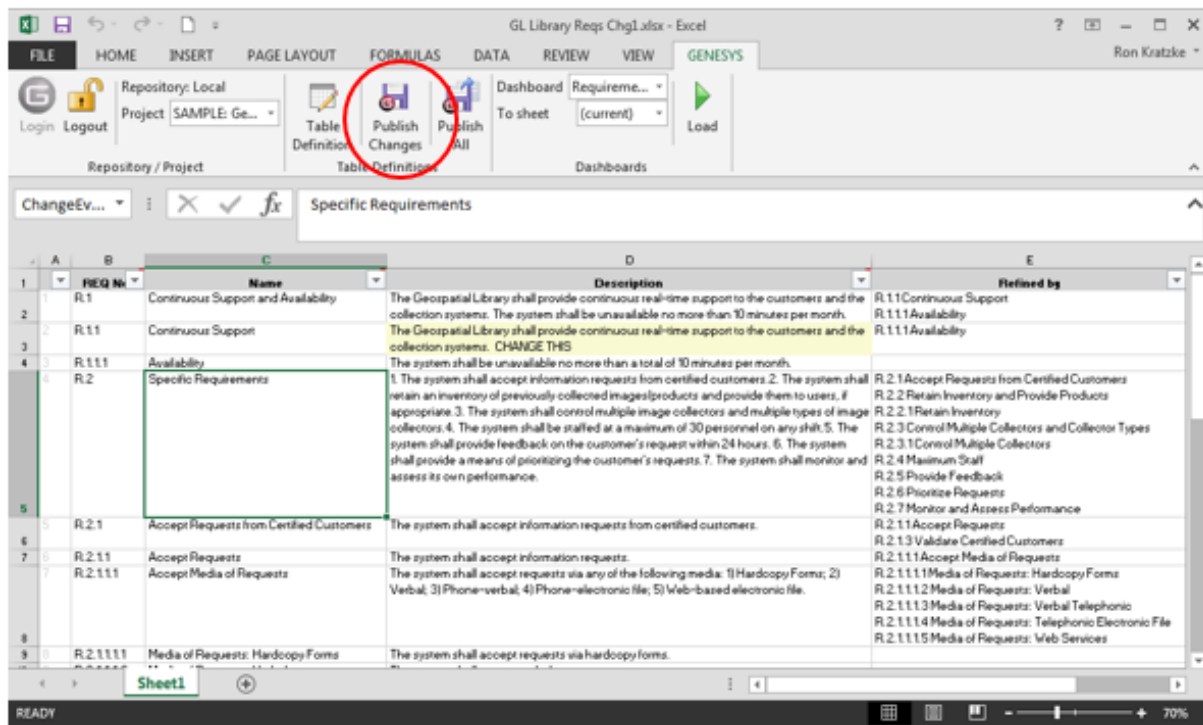 GL Library Reqs Chg1.xlsx - Excel
FILE HOME INSERT PAGE LAYOUT FORMULAS DATA REVIEW VIEW GENESYS Ron Kratzke
Repository: Local
Project SAMPLE: Ge...
Login Logout
Repository / Project
Table Definition
Publish Changes
Publish All
Table Definitions
Dashboard Requireme...
To sheet (current)
Load
Dashboards
ChangeEv... fx Specific Requirements
A B C D E
1 REQ Nu Name Description Refined by
2 1 R.1 Continuous Support and Availability The Geospatial Library shall provide continuous real-time support to the customers and the R.1.1 Continuous Support
collection systems. The system shall be unavailable no more than 10 minutes per month. R.1.1.1 Availability
3 2 R.1.1 Continuous Support The Geospatial Library shall provide continuous real-time support to the customers and the R.1.1.1 Availability
collection systems. CHANGE THIS
4 3 R.1.1.1 Availability The system shall be unavailable no more than a total of 10 minutes per month.
5 4 R.2 Specific Requirements 1. The system shall accept information requests from certified customers.2. The system shall R.2.1 Accept Requests from Certified Customers
retain an inventory of previously collected images/products and provide them to users, if R.2.2 Retain Inventory and Provide Products
appropriate.3. The system shall control multiple image collectors and multiple types of image R.2.2.1 Retain Inventory
collectors.4. The system shall be staffed at a maximum of 30 personnel on any shift.5. The R.2.3 Control Multiple Collectors and Collector Types
system shall provide feedback on the customer's request within 24 hours. 6. The system R.2.3.1 Control Multiple Collectors
shall provide a means of prioritizing the customer's requests.7. The system shall monitor and R.2.4 Maximum Staff
assess its own performance. R.2.5 Provide Feedback
R.2.6 Prioritize Requests
R.2.7 Monitor and Assess Performance
6 5 R.2.1 Accept Requests from Certified Customers The system shall accept information requests from certified customers. R.2.1.1 Accept Requests
R.2.1.3 Validate Certified Customers
7 6 R.2.1.1 Accept Requests The system shall accept information requests. R.2.1.1.1 Accept Media of Requests
8 7 R.2.1.1.1 Accept Media of Requests The system shall accept requests via any of the following media: 1) Hardcopy Forms; 2) R.2.1.1.1.1 Media of Requests: Hardcopy Forms
Verbal; 3) Phone-verbal; 4) Phone-electronic file; 5) Web-based electronic file. R.2.1.1.1.2 Media of Requests: Verbal
R.2.1.1.1.3 Media of Requests: Verbal Telephonic
R.2.1.1.1.4 Media of Requests: Telephonic Electronic File
R.2.1.1.1.5 Media of Requests: Web Services
9 8 R.2.1.1.1.1 Media of Requests: Hardcopy Forms The system shall accept requests via hardcopy forms.
Sheet1
READY 70%